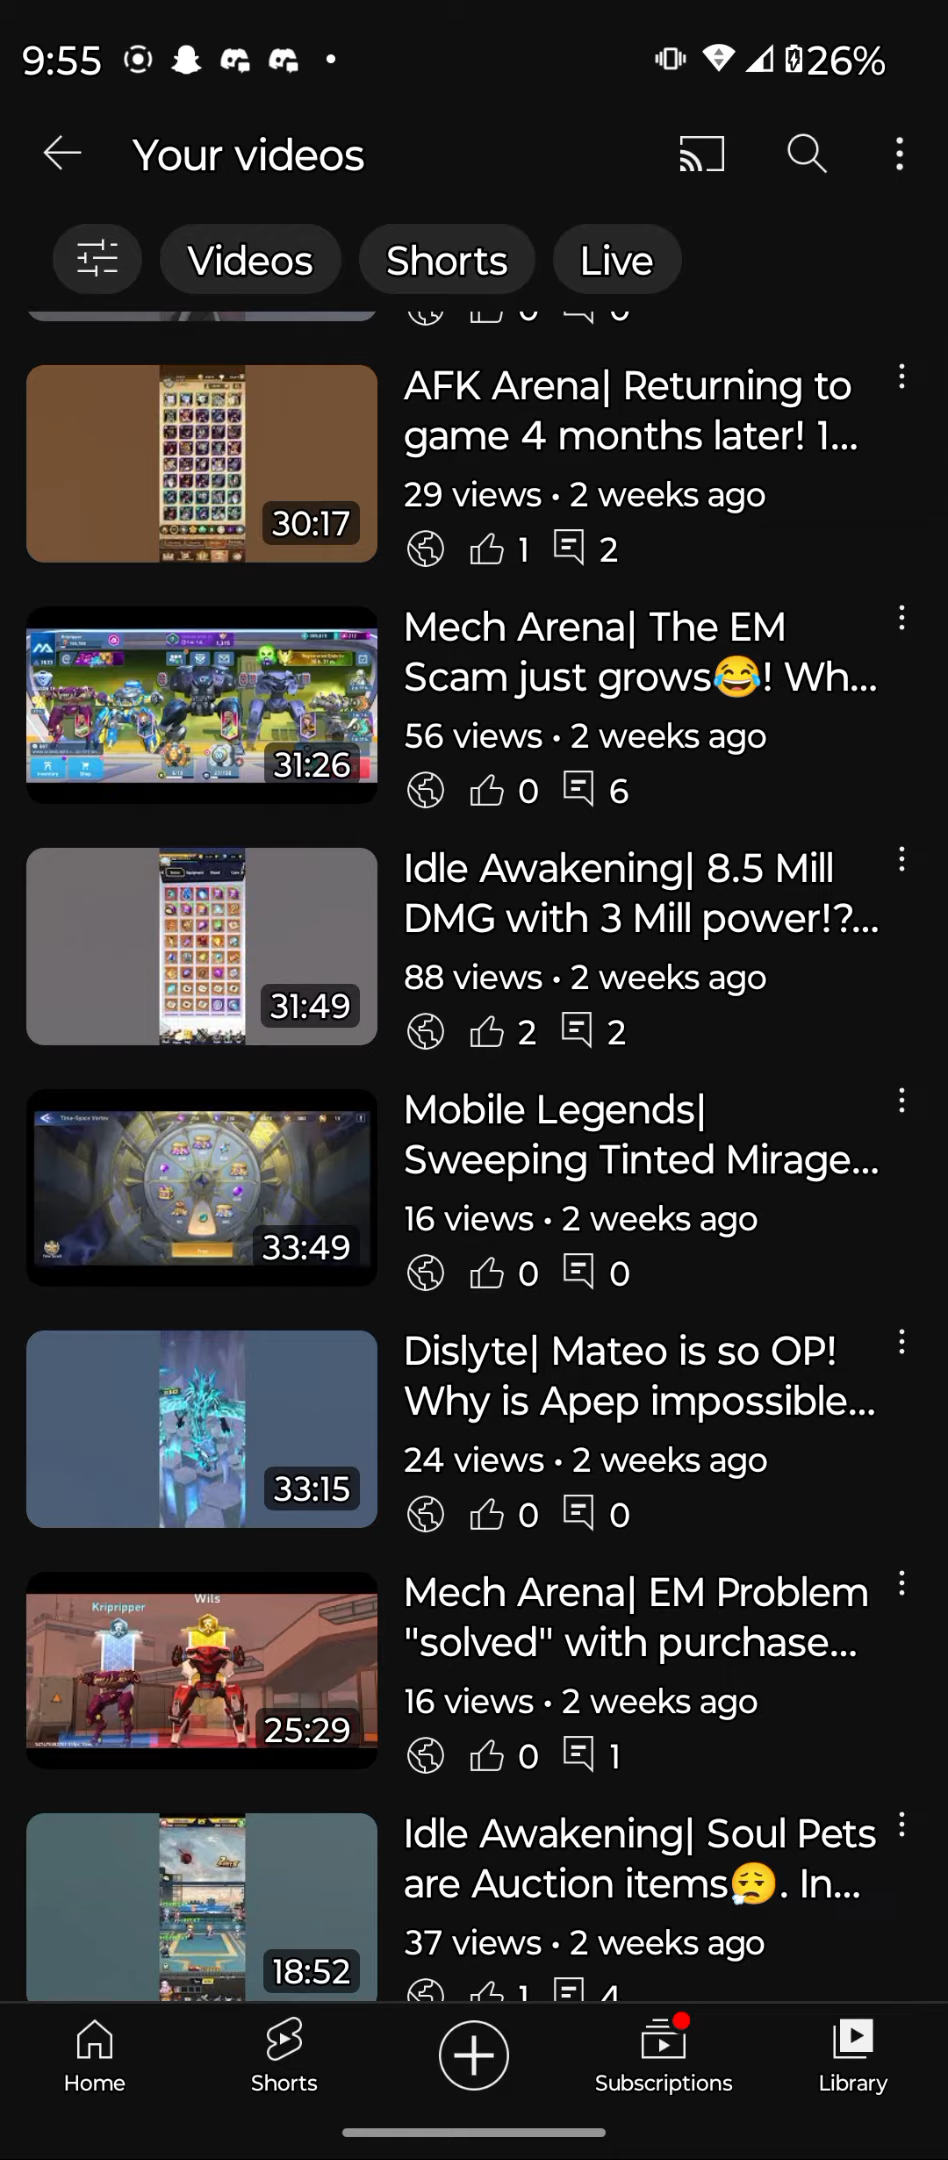 9:55
26%
Your videos
Videos
Shorts
Live
0 0
AFK Arena| Returning to
game 4 months later! 1...
29 views • 2 weeks ago
1 2
30:17
Mech Arena| The EM
Scam just grows😂! Wh...
56 views • 2 weeks ago
0 6
31:26
Idle Awakening| 8.5 Mill
DMG with 3 Mill power!?...
88 views • 2 weeks ago
2 2
31:49
Mobile Legends|
Sweeping Tinted Mirage...
16 views • 2 weeks ago
0 0
33:49
Dislyte| Mateo is so OP!
Why is Apep impossible...
24 views • 2 weeks ago
0 0
33:15
Mech Arena| EM Problem
"solved" with purchase...
16 views • 2 weeks ago
0 1
Kripripper
Wils
25:29
Idle Awakening| Soul Pets
are Auction items😮‍💨. In...
37 views • 2 weeks ago
1 4
18:52
Home
Shorts
Subscriptions
Library